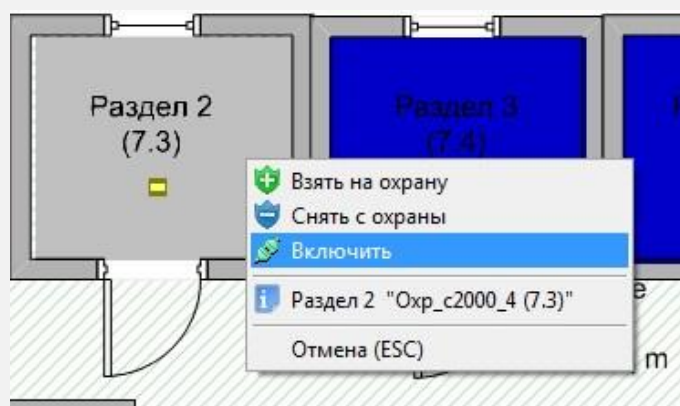 Раздел 2
(7.3)
Раздел 3
(7.4)
Взять на охрану
Снять с охраны
Включить
Раздел 2 "Охр_с2000_4 (7.3)"
Отмена (ESC)
е
m